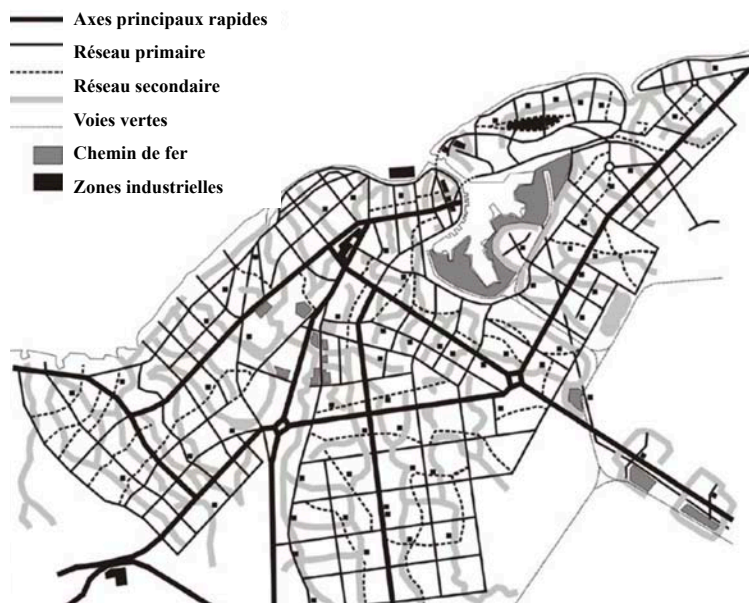 Axes principaux rapides
Réseau primaire
Réseau secondaire
Voies vertes
Chemin de fer
Zones industrielles